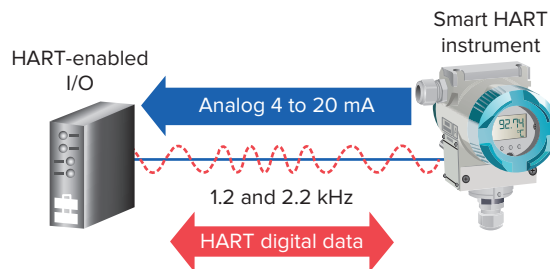 Smart HART
instrument
HART-enabled
I/O
Analog 4 to 20 mA
92.74
°C
1.2 and 2.2 kHz
HART digital data